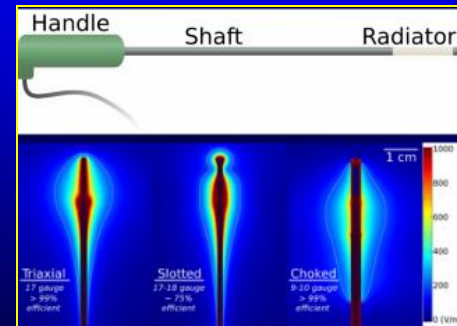 Handle
Shaft
Radiator
1 cm
1000
800
600
400
200
0 (V/m
Triaxial
17 gauge
> 99%
efficient
Slotted
17-18 gauge
~ 75%
efficient
Choked
9-10 gauge
> 99%
efficient